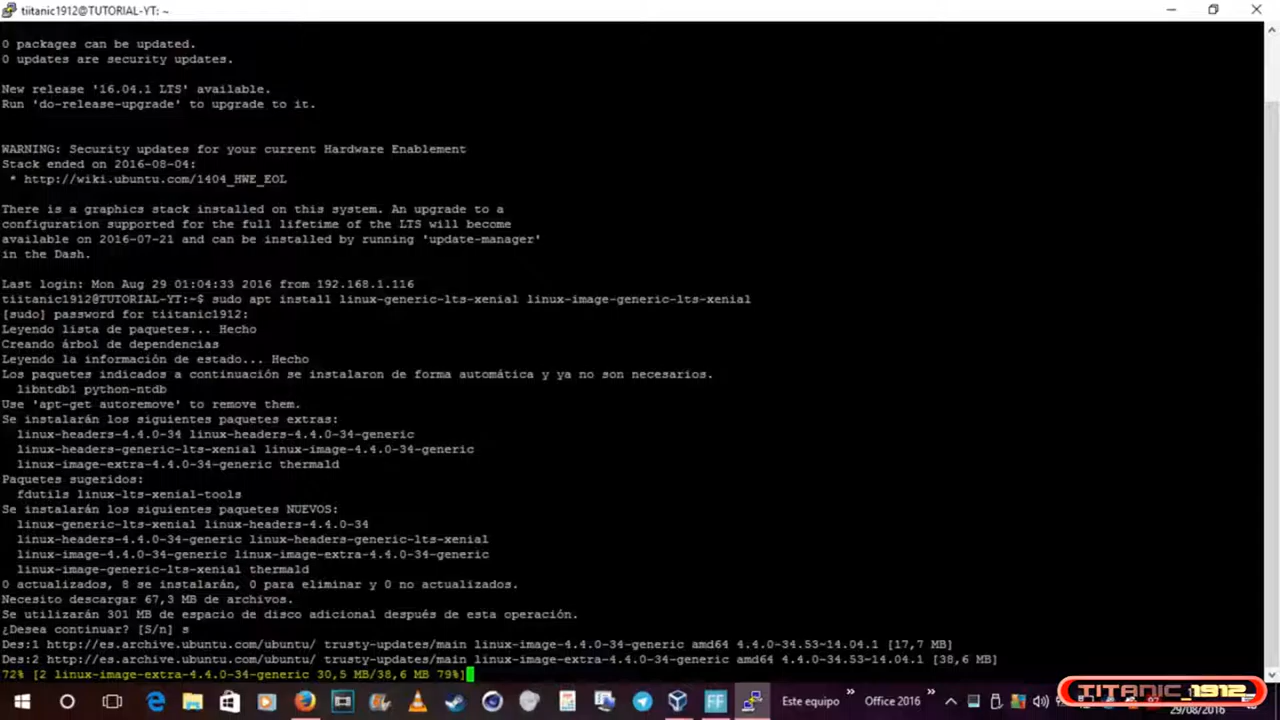 tiitanic1912@TUTORIAL-YT: ~
0 packages can be updated.
0 updates are security updates.
New release '16.04.1 LTS' available.
Run 'do-release-upgrade' to upgrade to it.
WARNING: Security updates for your current Hardware Enablement
Stack ended on 2016-08-04:
* http://wiki.ubuntu.com/1404_HWE_EOL
There is a graphics stack installed on this system. An upgrade to a
configuration supported for the full lifetime of the LTS will become
available on 2016-07-21 and can be installed by running 'update-manager'
in the Dash.
Last login: Mon Aug 29 01:04:33 2016 from 192.168.1.116
tiitanic1912@TUTORIAL-YT:~$ sudo apt install linux-generic-lts-xenial linux-image-generic-lts-xenial
[sudo] password for tiitanic1912:
Leyendo lista de paquetes... Hecho
Creando árbol de dependencias
Leyendo la información de estado... Hecho
Los paquetes indicados a continuación se instalaron de forma automática y ya no son necesarios.
libntdb1 python-ntdb
Use 'apt-get autoremove' to remove them.
Se instalarán los siguientes paquetes extras:
linux-headers-4.4.0-34 linux-headers-4.4.0-34-generic
linux-headers-generic-lts-xenial linux-image-4.4.0-34-generic
linux-image-extra-4.4.0-34-generic thermald
Paquetes sugeridos:
fdutils linux-lts-xenial-tools
Se instalarán los siguientes paquetes NUEVOS:
linux-generic-lts-xenial linux-headers-4.4.0-34
linux-headers-4.4.0-34-generic linux-headers-generic-lts-xenial
linux-image-4.4.0-34-generic linux-image-extra-4.4.0-34-generic
linux-image-generic-lts-xenial thermald
0 actualizados, 8 se instalarán, 0 para eliminar y 0 no actualizados.
Necesito descargar 67,3 MB de archivos.
Se utilizarán 301 MB de espacio de disco adicional después de esta operación.
¿Desea continuar? [S/n] s
Des:1 http://es.archive.ubuntu.com/ubuntu/ trusty-updates/main linux-image-4.4.0-34-generic amd64 4.4.0-34.53~14.04.1 [17,7 MB]
Des:2 http://es.archive.ubuntu.com/ubuntu/ trusty-updates/main linux-image-extra-4.4.0-34-generic amd64 4.4.0-34.53~14.04.1 [38,6 MB]
72% [2 linux-image-extra-4.4.0-34-generic 30,5 MB/38,6 MB 79%]
FF
Este equipo
Office 2016
TITANIC_1912
29/08/2016